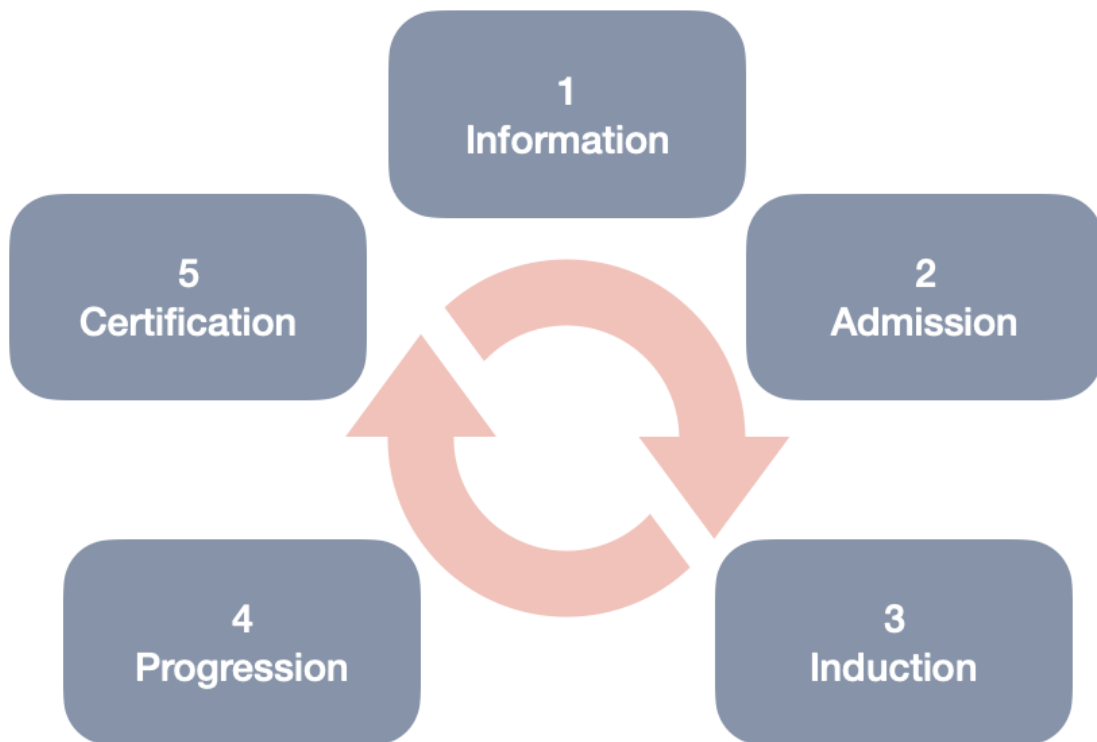 1
Information
2
Admission
3
Induction
4
Progression
5
Certification